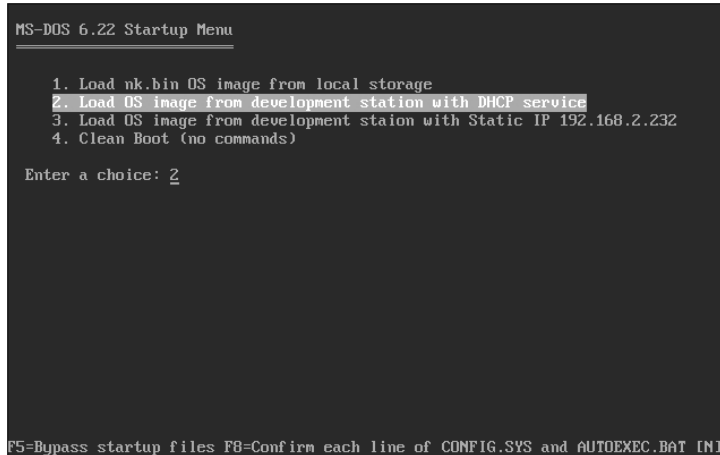 MS-DOS 6.22 Startup Menu
1. Load nk.bin OS image from local storage
2. Load OS image from development station with DHCP service
3. Load OS image from development staion with Static IP 192.168.2.232
4. Clean Boot (no commands)
Enter a choice: 2
F5=Bypass startup files F8=Confirm each line of CONFIG.SYS and AUTOEXEC.BAT [N]